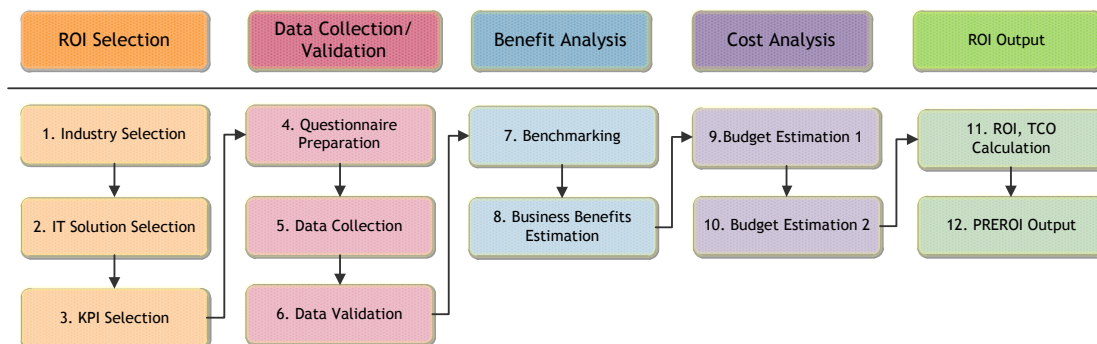 ROI Selection
Data Collection/
Validation
Benefit Analysis
Cost Analysis
ROI Output
1. Industry Selection
2. IT Solution Selection
3. KPI Selection
4. Questionnaire
Preparation
5. Data Collection
6. Data Validation
7. Benchmarking
8. Business Benefits
Estimation
9.Budget Estimation 1
10. Budget Estimation 2
11. ROI, TCO
Calculation
12. PREROI Output